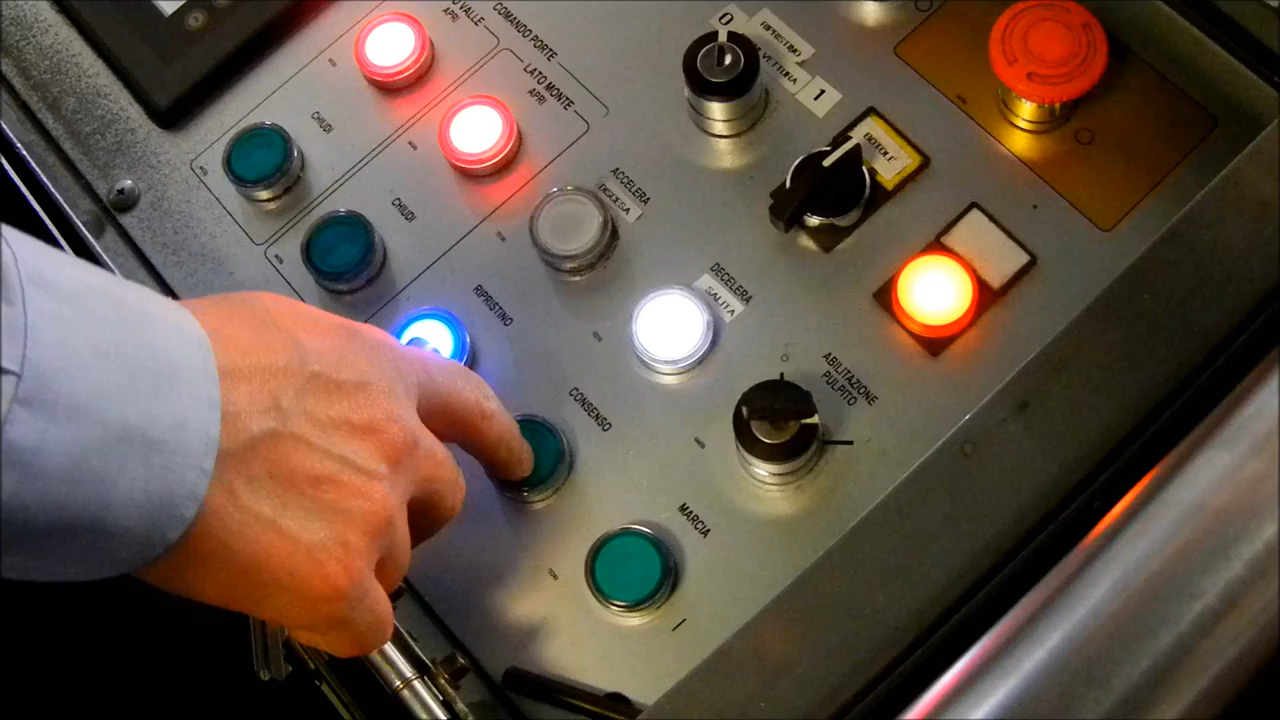 VALLE
APRI
COMANDO PORTE
LATO MONTE
APRI
CHIUDI
CHIUDI
0
RIPRISTINO
VETTURA
1
BOTOLE
ACCELERA
DISCESA
DECELERA
SALITA
RIPRISTINO
CONSENSO
ABILITAZIONE
PULPITO
MARCIA